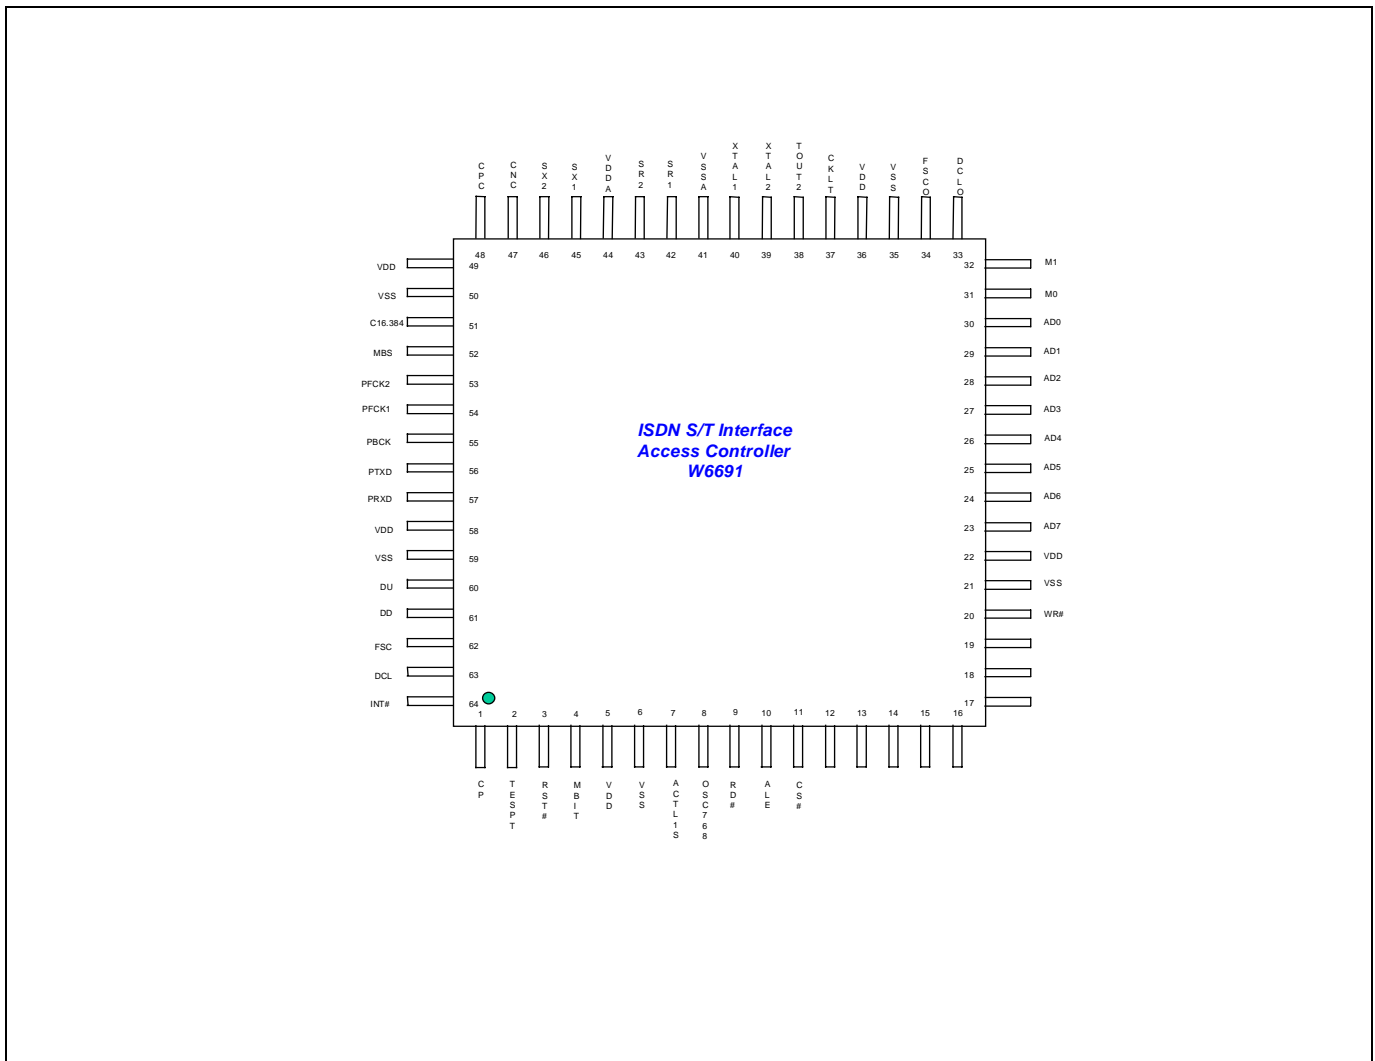 CPC
CNC
SX2
SX1
VDDA
SR2
SR1
VSSA
XTAL1
XTAL2
TOUT2
CKLT
VDD
VSS
FSCO
DCLO
48 47 46 45 44 43 42 41 40 39 38 37 36 35 34 33
VDD 49
VSS 50
C16.384 51
MBS 52
PFCK2 53
PFCK1 54
PBCK 55
PTXD 56
PRXD 57
VDD 58
VSS 59
DU 60
DD 61
FSC 62
DCL 63
INT# 64
ISDN S/T Interface
Access Controller
W6691
32 M1
31 M0
30 AD0
29 AD1
28 AD2
27 AD3
26 AD4
25 AD5
24 AD6
23 AD7
22 VDD
21 VSS
20 WR#
19
18
17
1 2 3 4 5 6 7 8 9 10 11 12 13 14 15 16
CP
TESPT
RST#
MBIT
VDD
VSS
ACTL1S
OSC768
RD#
ALE
CS#